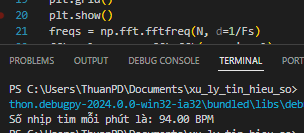 19 plt.grid()
20 plt.show()
21 freqs = np.fft.fftfreq(N, d=1/Fs)
PROBLEMS OUTPUT DEBUG CONSOLE TERMINAL
PS C:\Users\ThuanPD\Documents\xu_ly_tin_hieu_so>
thon.debugpy-2024.0.0-win32-ia32\bundled\libs\deb
Số nhịp tim mỗi phút là: 94.00 BPM
PS C:\Users\ThuanPD\Documents\xu_ly_tin_hieu_so>